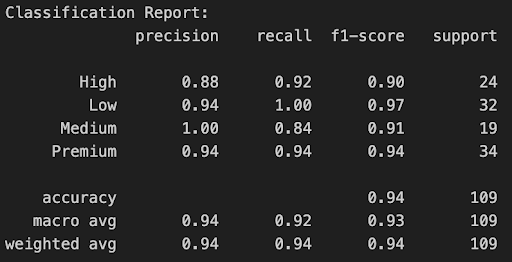 Classification Report:
precision recall f1-score support
High 0.88 0.92 0.90 24
Low 0.94 1.00 0.97 32
Medium 1.00 0.84 0.91 19
Premium 0.94 0.94 0.94 34
accuracy 0.94 109
macro avg 0.94 0.92 0.93 109
weighted avg 0.94 0.94 0.94 109